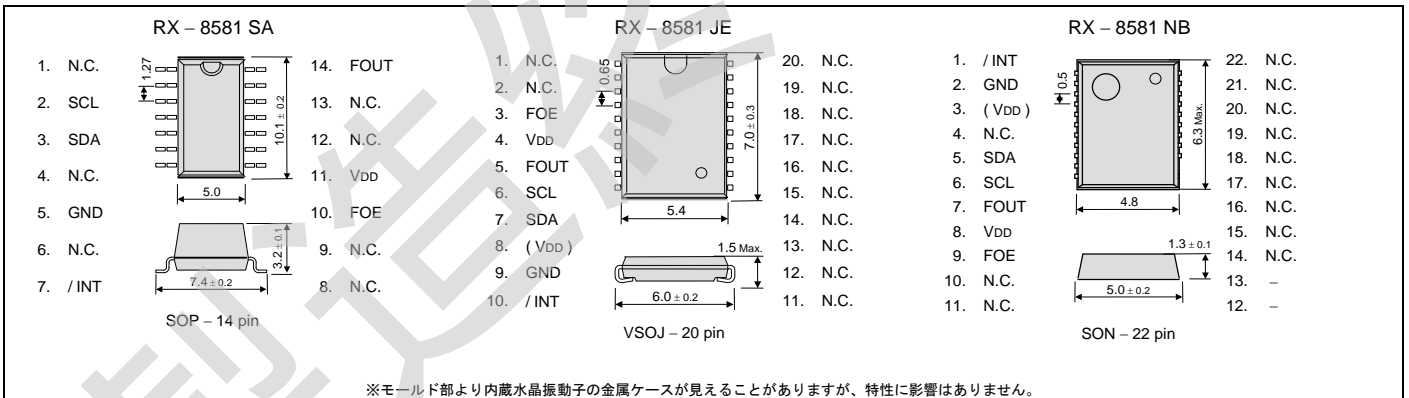 RX – 8581 SA
1. N.C.
2. SCL
3. SDA
4. N.C.
5. GND
6. N.C.
7. / INT
1.27
10.1 ± 0.2
5.0
3.2 ± 0.1
7.4 ± 0.2
14. FOUT
13. N.C.
12. N.C.
11. VDD
10. FOE
9. N.C.
8. N.C.
SOP – 14 pin
RX – 8581 JE
1. N.C.
2. N.C.
3. FOE
4. VDD
5. FOUT
6. SCL
7. SDA
8. ( VDD )
9. GND
10. / INT
0.65
7.0 ± 0.3
5.4
1.5 Max.
6.0 ± 0.2
20. N.C.
19. N.C.
18. N.C.
17. N.C.
16. N.C.
15. N.C.
14. N.C.
13. N.C.
12. N.C.
11. N.C.
VSOJ – 20 pin
RX – 8581 NB
1. / INT
2. GND
3. ( VDD )
4. N.C.
5. SDA
6. SCL
7. FOUT
8. VDD
9. FOE
10. N.C.
11. N.C.
0.5
6.3 Max.
4.8
1.3 ± 0.1
5.0 ± 0.2
22. N.C.
21. N.C.
20. N.C.
19. N.C.
18. N.C.
17. N.C.
16. N.C.
15. N.C.
14. N.C.
13. –
12. –
SON – 22 pin
※モールド部より内蔵水晶振動子の金属ケースが見えることがありますが、特性に影響はありません。